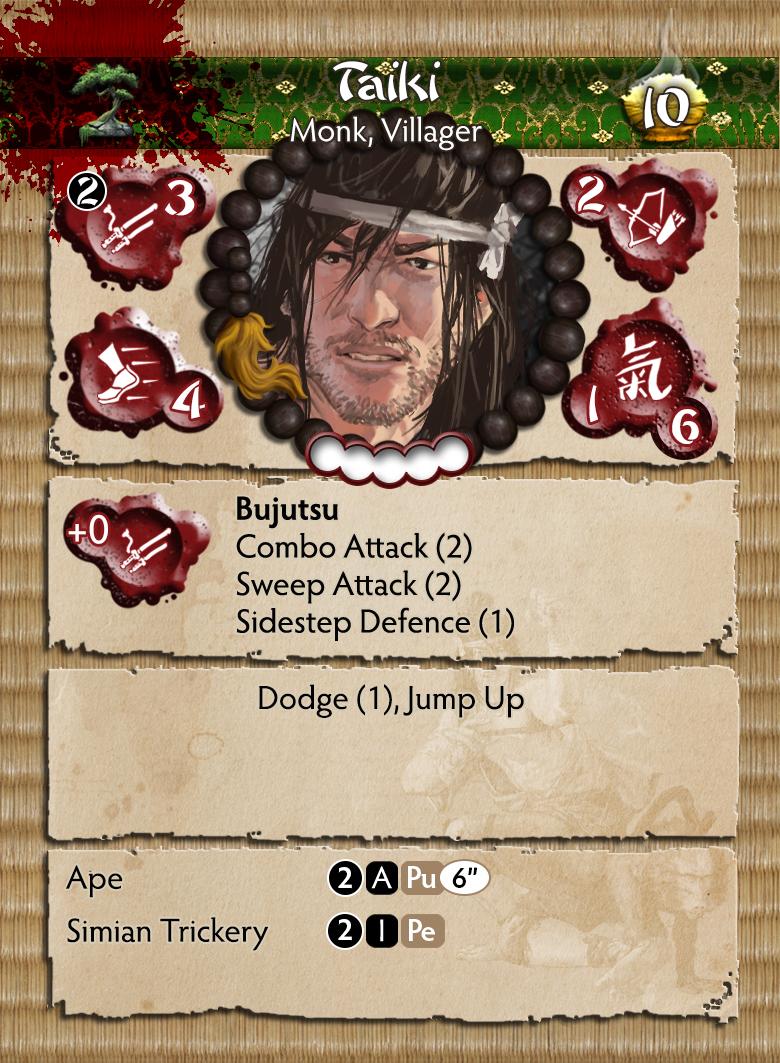 Taiki
10
Monk, Villager
2 3
2
4
氣
1 6
+0
Bujutsu
Combo Attack (2)
Sweep Attack (2)
Sidestep Defence (1)
Dodge (1), Jump Up
Ape 2 A Pu 6"
Simian Trickery 2 I Pe